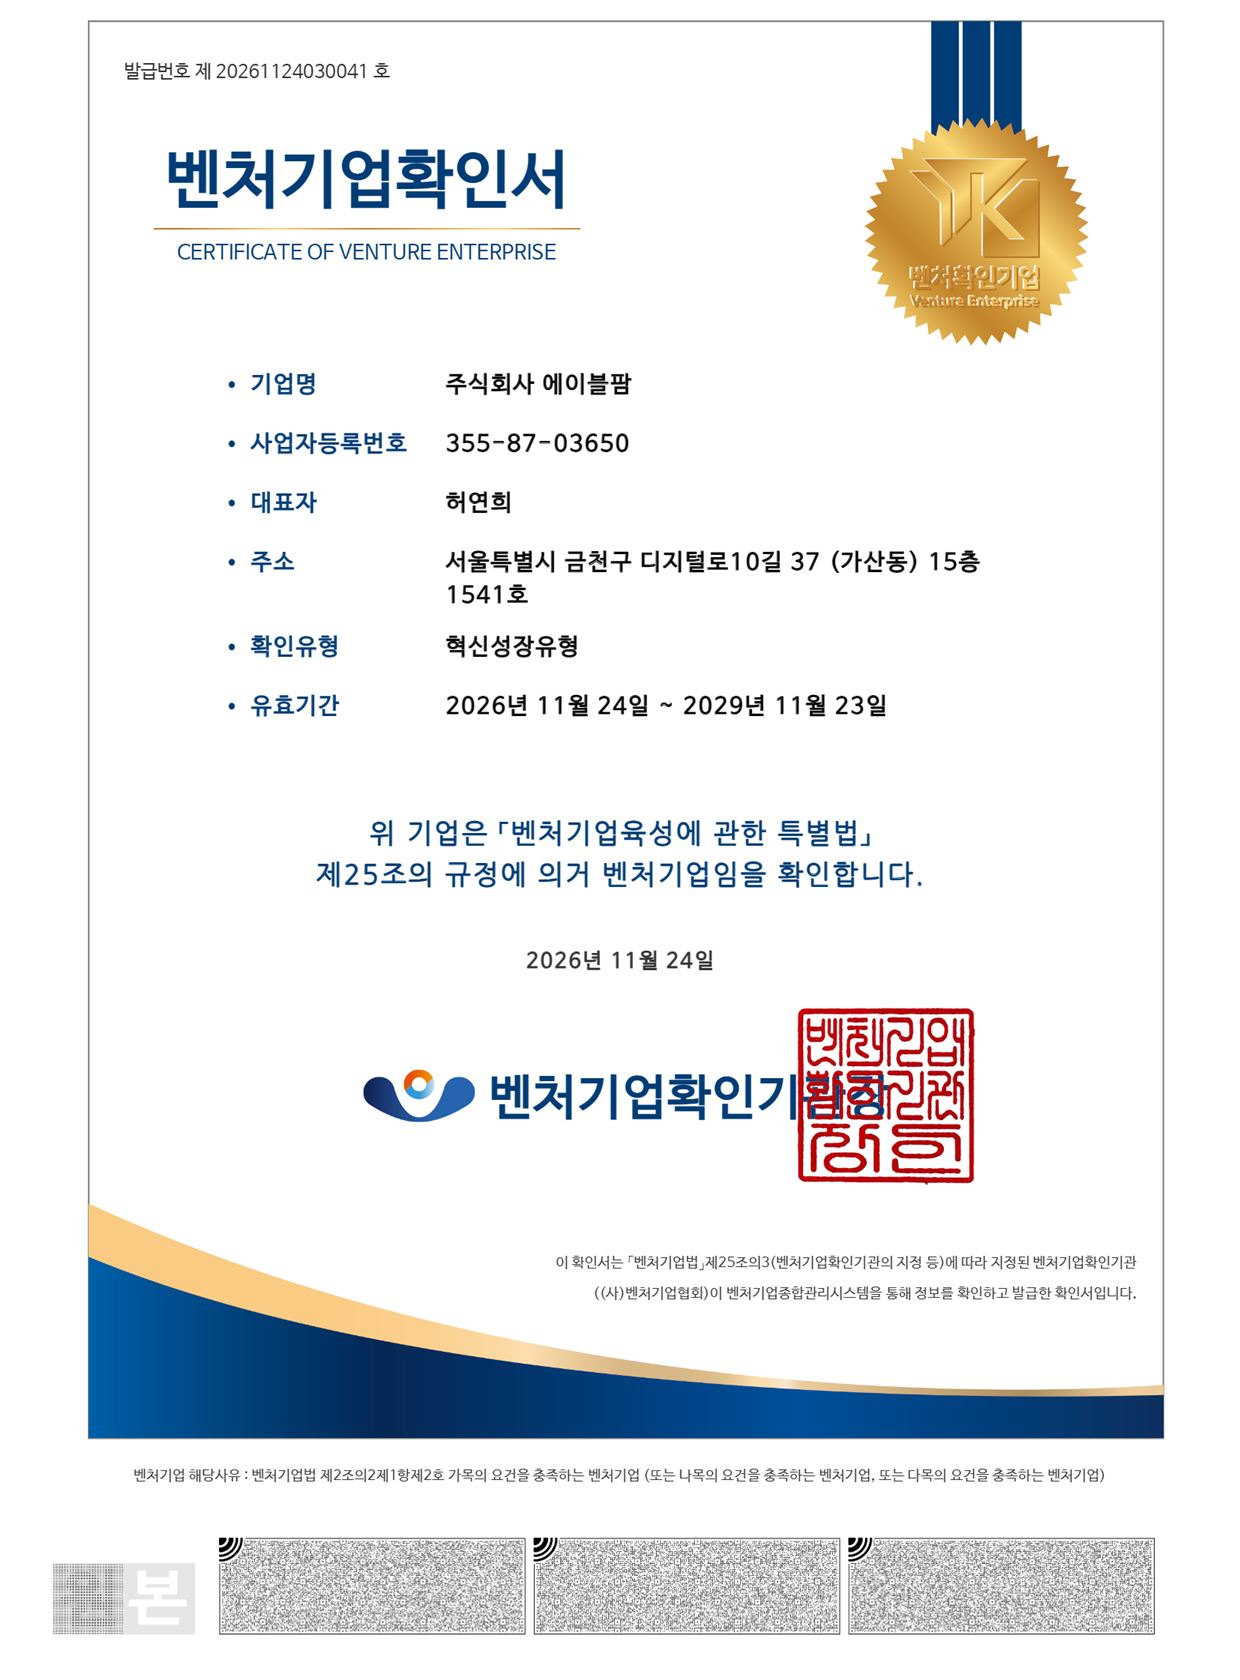 발급번호 제 20261124030041 호
벤처기업확인서
CERTIFICATE OF VENTURE ENTERPRISE
벤처확인기업
Venture Enterprise
• 기업명 주식회사 에이블팜
• 사업자등록번호 355-87-03650
• 대표자 허연희
• 주소 서울특별시 금천구 디지털로10길 37 (가산동) 15층
1541호
• 확인유형 혁신성장유형
• 유효기간 2026년 11월 24일 ~ 2029년 11월 23일
위 기업은 「벤처기업육성에 관한 특별법」
제25조의 규정에 의거 벤처기업임을 확인합니다.
2026년 11월 24일
벤처기업확인기관장
이 확인서는 「벤처기업법」제25조의3(벤처기업확인기관의 지정 등)에 따라 지정된 벤처기업확인기관
((사)벤처기업협회)이 벤처기업종합관리시스템을 통해 정보를 확인하고 발급한 확인서입니다.
벤처기업 해당사유 : 벤처기업법 제2조의2제1항제2호 가목의 요건을 충족하는 벤처기업 (또는 나목의 요건을 충족하는 벤처기업, 또는 다목의 요건을 충족하는 벤처기업)
본